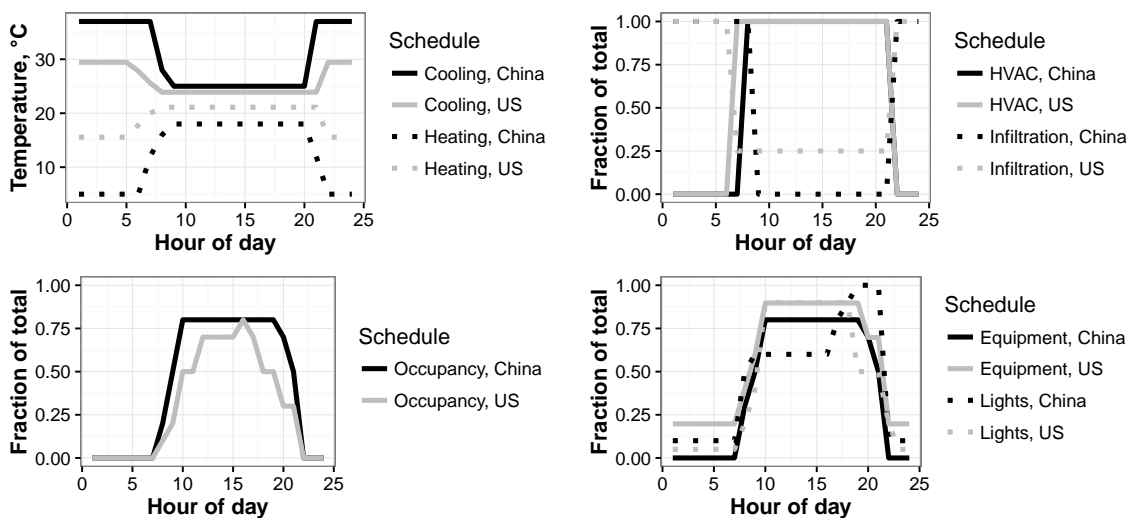 Temperature, °C
30
20
10
0 5 10 15 20 25
Hour of day
Schedule
Cooling, China
Cooling, US
Heating, China
Heating, US
Fraction of total
1.00
0.75
0.50
0.25
0.00
0 5 10 15 20 25
Hour of day
Schedule
HVAC, China
HVAC, US
Infiltration, China
Infiltration, US
Fraction of total
1.00
0.75
0.50
0.25
0.00
0 5 10 15 20 25
Hour of day
Schedule
Occupancy, China
Occupancy, US
Fraction of total
1.00
0.75
0.50
0.25
0.00
0 5 10 15 20 25
Hour of day
Schedule
Equipment, China
Equipment, US
Lights, China
Lights, US